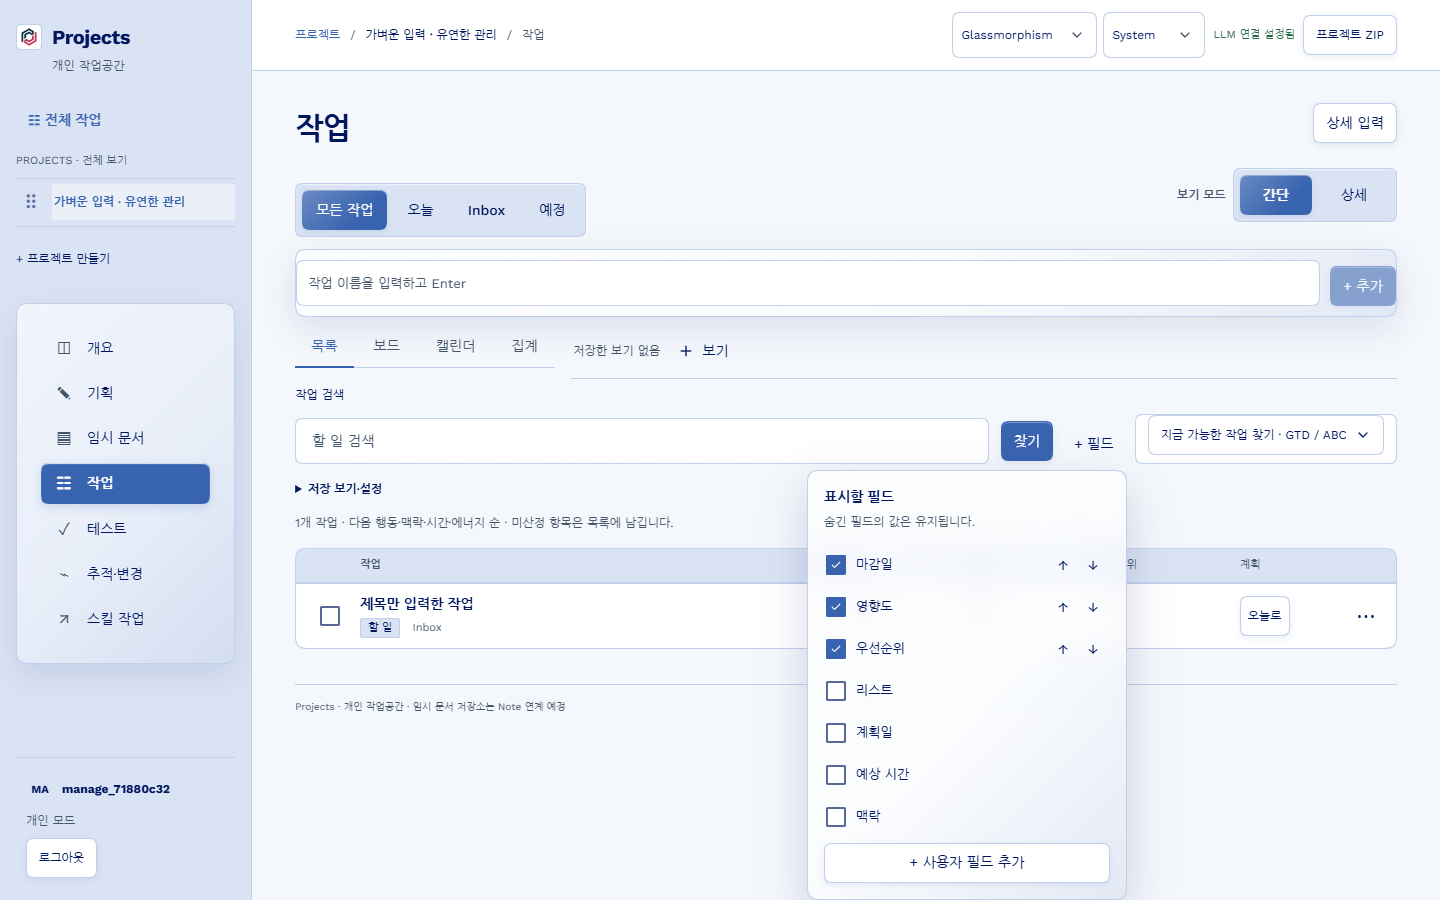 Projects
개인 작업공간
전체 작업
PROJECTS · 전체 보기
가벼운 입력 · 유연한 관리
+ 프로젝트 만들기
개요
기획
임시 문서
작업
테스트
추적·변경
스킬 작업
MA manage_71880c32
개인 모드
로그아웃
프로젝트 / 가벼운 입력 · 유연한 관리 / 작업
Glassmorphism
System
LLM 연결 설정됨
프로젝트 ZIP
작업
상세 입력
모든 작업 오늘 Inbox 예정
보기 모드 간단 상세
작업 이름을 입력하고 Enter
+ 추가
목록 보드 캘린더 집계
저장한 보기 없음
+ 보기
작업 검색
할 일 검색
찾기
+ 필드
지금 가능한 작업 찾기 · GTD / ABC
저장 보기·설정
1개 작업 · 다음 행동·맥락·시간·에너지 순 · 미산정 항목은 목록에 남깁니다.
작업 위 계획
제목만 입력한 작업
할 일 Inbox
오늘로
표시할 필드
숨긴 필드의 값은 유지됩니다.
마감일
영향도
우선순위
리스트
계획일
예상 시간
맥락
+ 사용자 필드 추가
Projects · 개인 작업공간 · 임시 문서 저장소는 Note 연계 예정